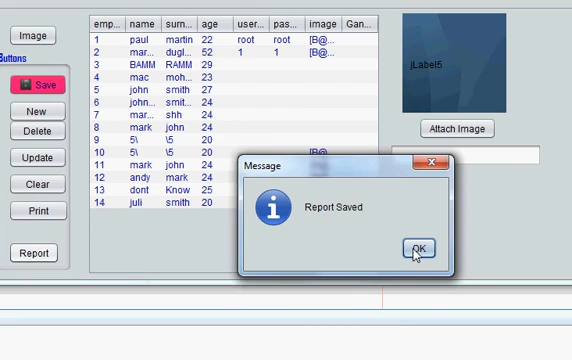 Image
Buttons
Save
New
Delete
Update
Clear
Print
Report
emp... name surn... age user... pas... image Gan...
1 paul martin 22 root root [B@...
2 mar... dugl... 52 1 1 [B@...
3 BAMM RAMM 29
4 mac moh... 23
5 john smith 27
6 john... smit... 24
7 mar... shh 24
8 mark john 24
9 5\ \5 20
10 5\ \5 20 [B@
11 mark john 24
12 andy mark 24
13 dont Know 25
14 juli smith 20
jLabel5
Attach Image
Message
Report Saved
OK